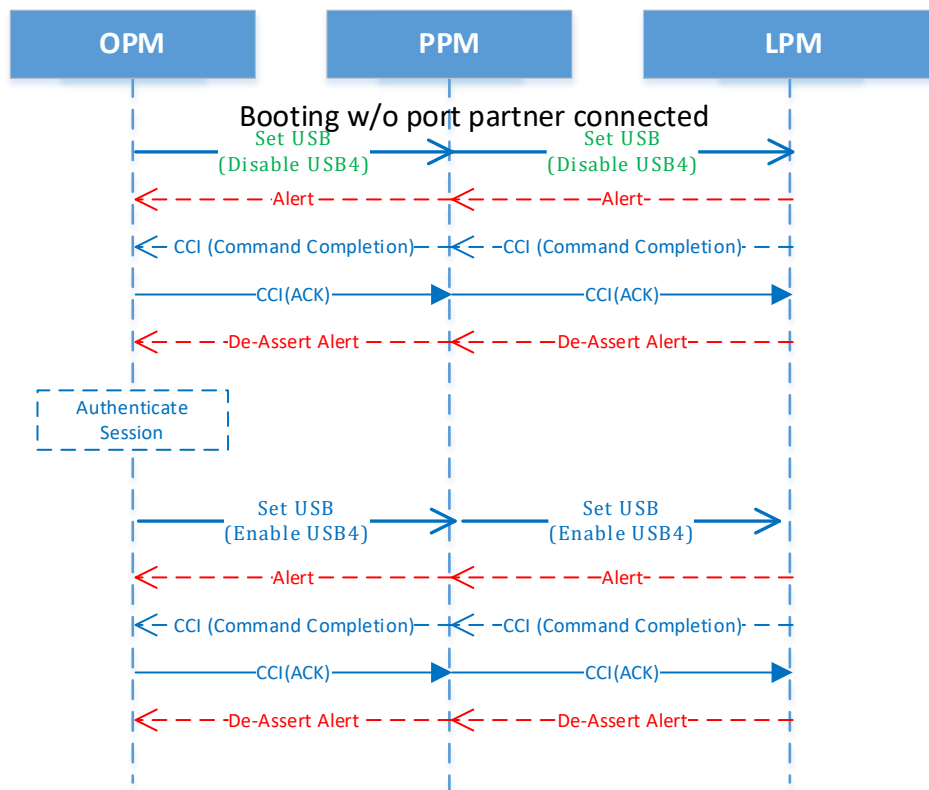 OPM PPM LPM
Booting w/o port partner connected
Set USB Set USB
(Disable USB4) (Disable USB4)
Alert Alert
CCI (Command Completion) CCI (Command Completion)
CCI(ACK) CCI(ACK)
De-Assert Alert De-Assert Alert
Authenticate
Session
Set USB Set USB
(Enable USB4) (Enable USB4)
Alert Alert
CCI (Command Completion) CCI (Command Completion)
CCI(ACK) CCI(ACK)
De-Assert Alert De-Assert Alert